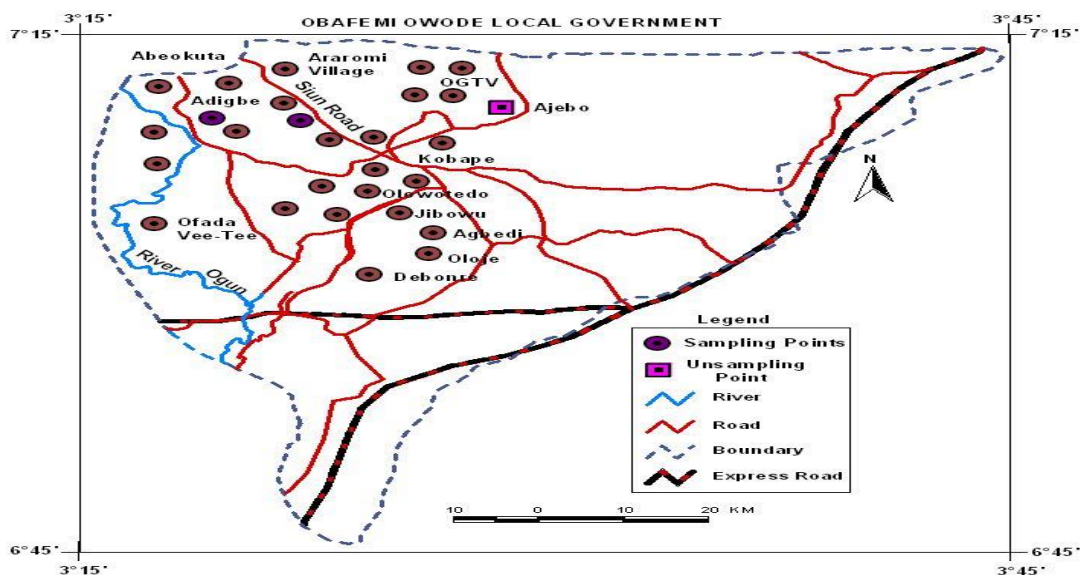 OBAFEMI OWODE LOCAL GOVERNMENT
3°15'
3°45'
7°15'
7°15'
Abeokuta
Araromi
Village
OGTV
Adigbe
Siun Road
Ajebo
Kobape
N
Olowotedo
Ofada
Vee-Tee
Jibowu
Agbedi
Oloje
River Ogun
Debonre
Legend
Sampling Points
Unsampling
Point
River
Road
Boundary
Express Road
10 0 10 20 KM
6°45'
6°45'
3°15'
3°45'